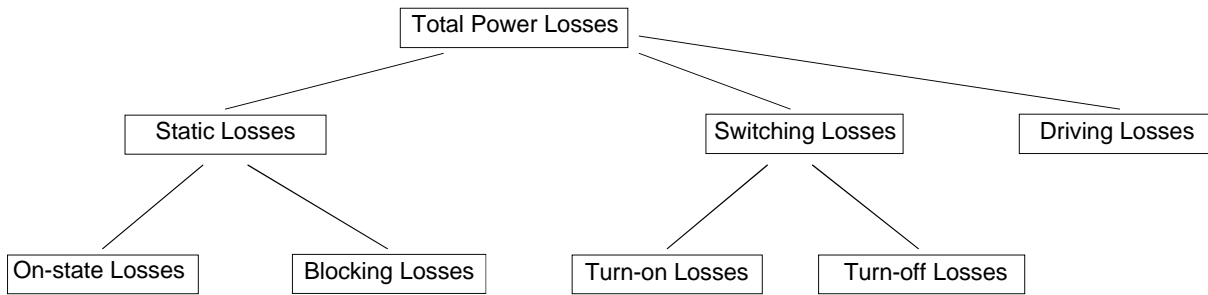 Total Power Losses
Static Losses
Switching Losses
Driving Losses
On-state Losses
Blocking Losses
Turn-on Losses
Turn-off Losses